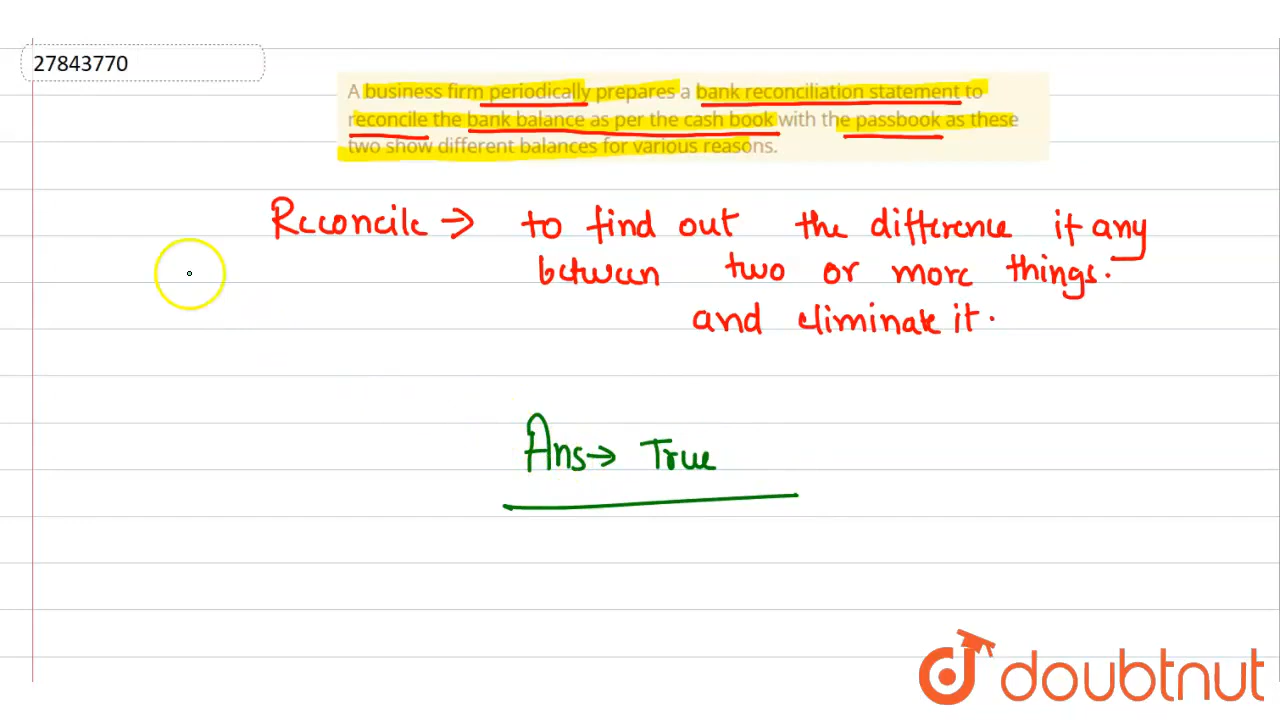 27843770
A business firm periodically prepares a bank reconciliation statement to
reconcile the bank balance as per the cash book with the passbook as these
two show different balances for various reasons.
Reconcile → to find out the difference if any
between two or more things.
and eliminate it.
Ans → True
doubtnut